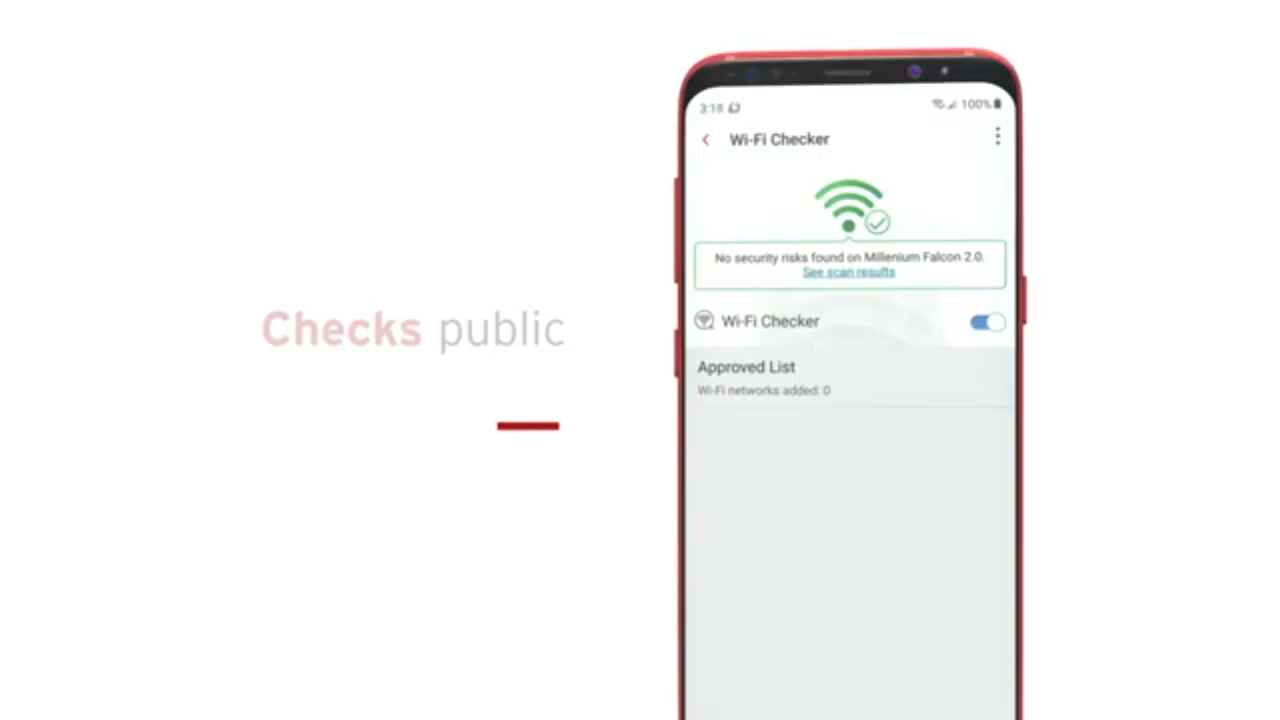 Checks public
3:18
100%
Wi-Fi Checker
No security risks found on Millenium Falcon 2.0.
See scan results
Wi-Fi Checker
Approved List
Wi-Fi networks added: 0